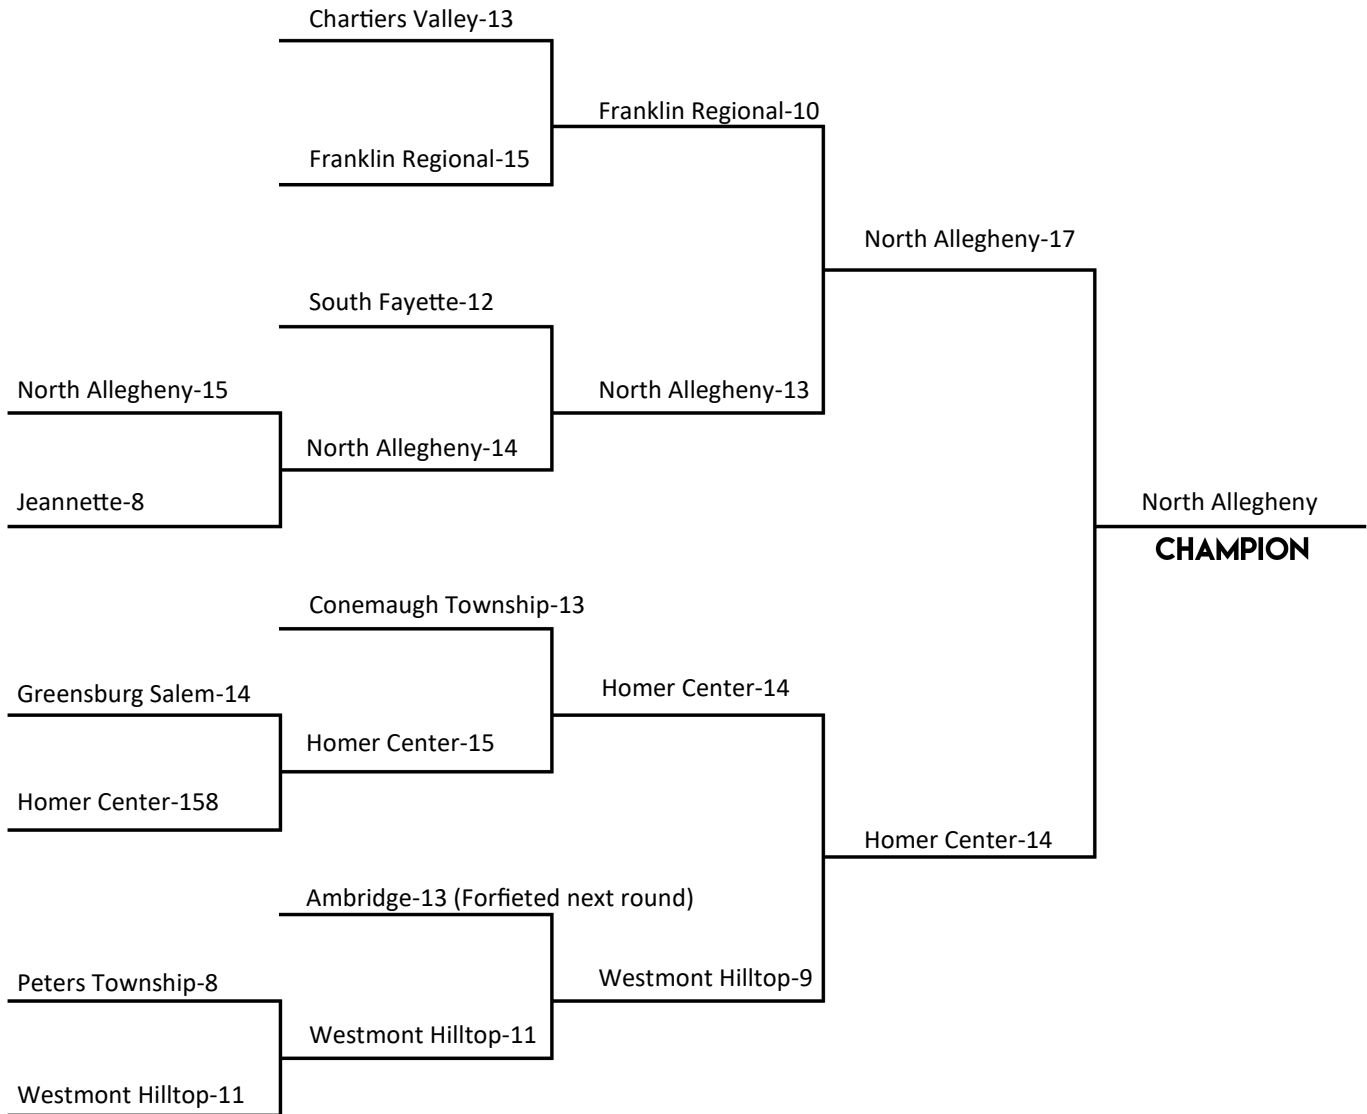 Chartiers Valley-13
Franklin Regional-10
Franklin Regional-15
North Allegheny-17
South Fayette-12
North Allegheny-15
North Allegheny-13
North Allegheny-14
Jeannette-8
North Allegheny
CHAMPION
Conemaugh Township-13
Greensburg Salem-14
Homer Center-14
Homer Center-15
Homer Center-158
Homer Center-14
Ambridge-13 (Forfieted next round)
Peters Township-8
Westmont Hilltop-9
Westmont Hilltop-11
Westmont Hilltop-11